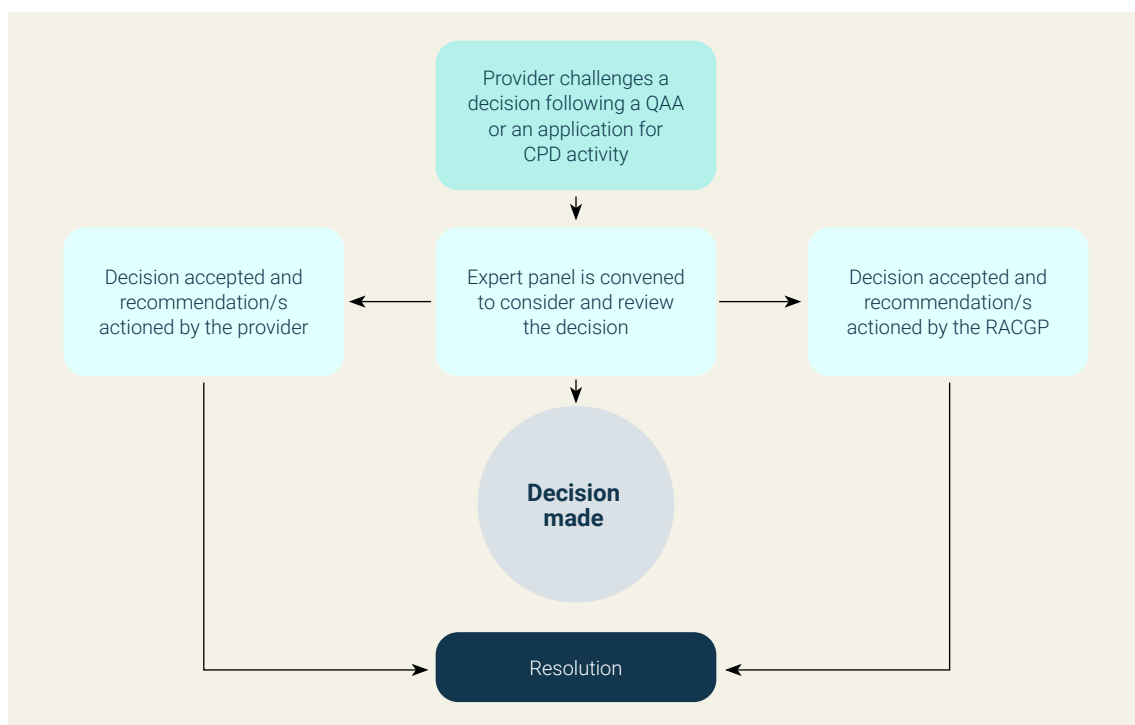 Provider challenges a
decision following a QAA
or an application for
CPD activity
Decision accepted and
recommendation/s
actioned by the provider
Expert panel is convened
to consider and review
the decision
Decision accepted and
recommendation/s
actioned by the RACGP
Decision
made
Resolution